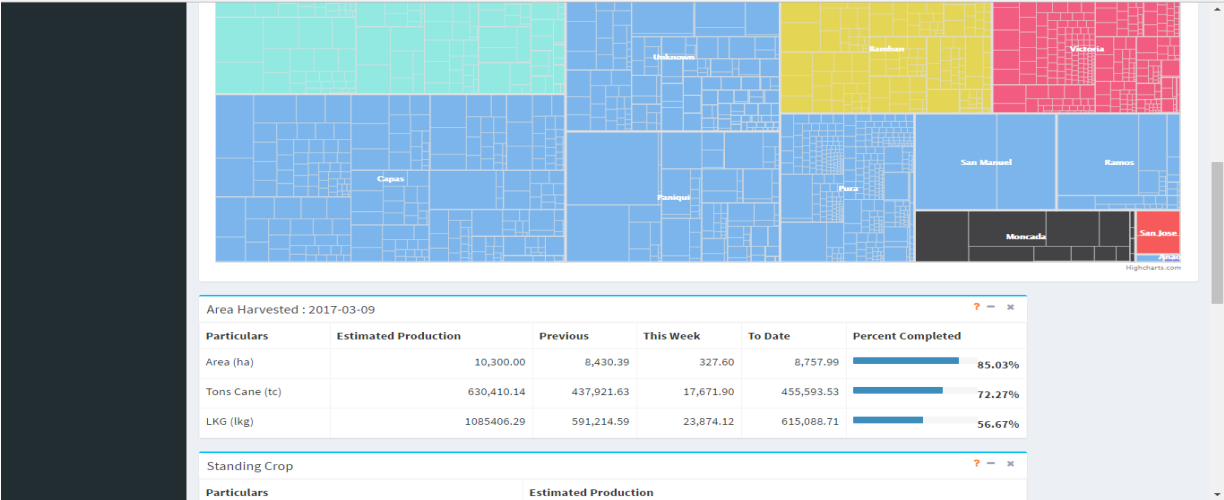 Unknown
Bamban
Victoria
Capas
Paniqui
Pura
San Manuel
Ramos
Moncada
San Jose
Anao
Highcharts.com
Area Harvested : 2017-03-09
? − ×
Particulars Estimated Production Previous This Week To Date Percent Completed
Area (ha) 10,300.00 8,430.39 327.60 8,757.99 85.03%
Tons Cane (tc) 630,410.14 437,921.63 17,671.90 455,593.53 72.27%
LKG (lkg) 1085406.29 591,214.59 23,874.12 615,088.71 56.67%
Standing Crop
? − ×
Particulars Estimated Production